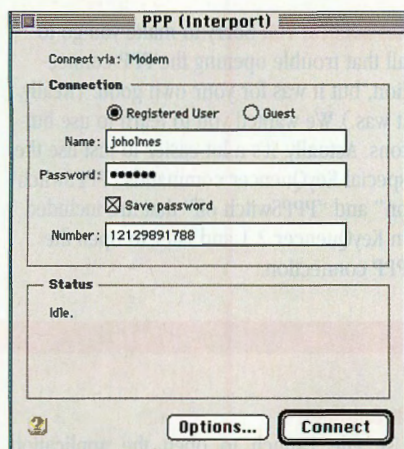 PPP (Interport)
Connect via: Modem
Connection
Registered User Guest
Name: joholmes
Password: ••••••
Save password
Number: 12129891788
Status
Idle.
Options... Connect